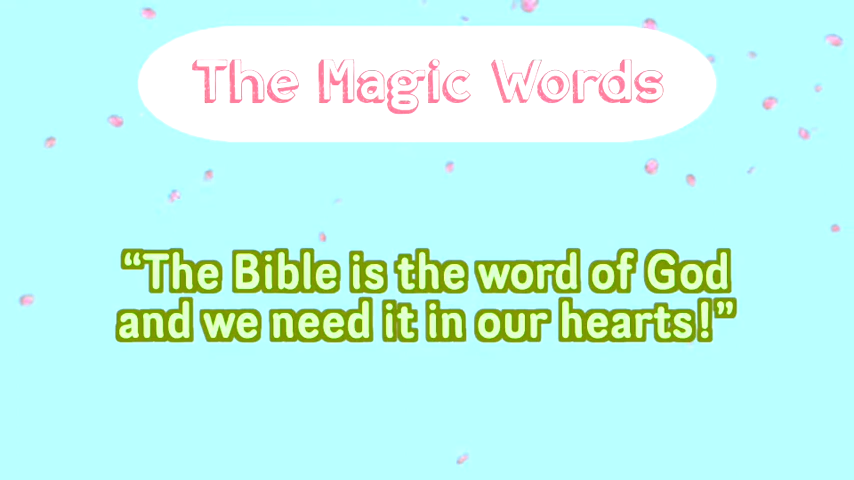 The Magic Words
“The Bible is the word of God
and we need it in our hearts!”